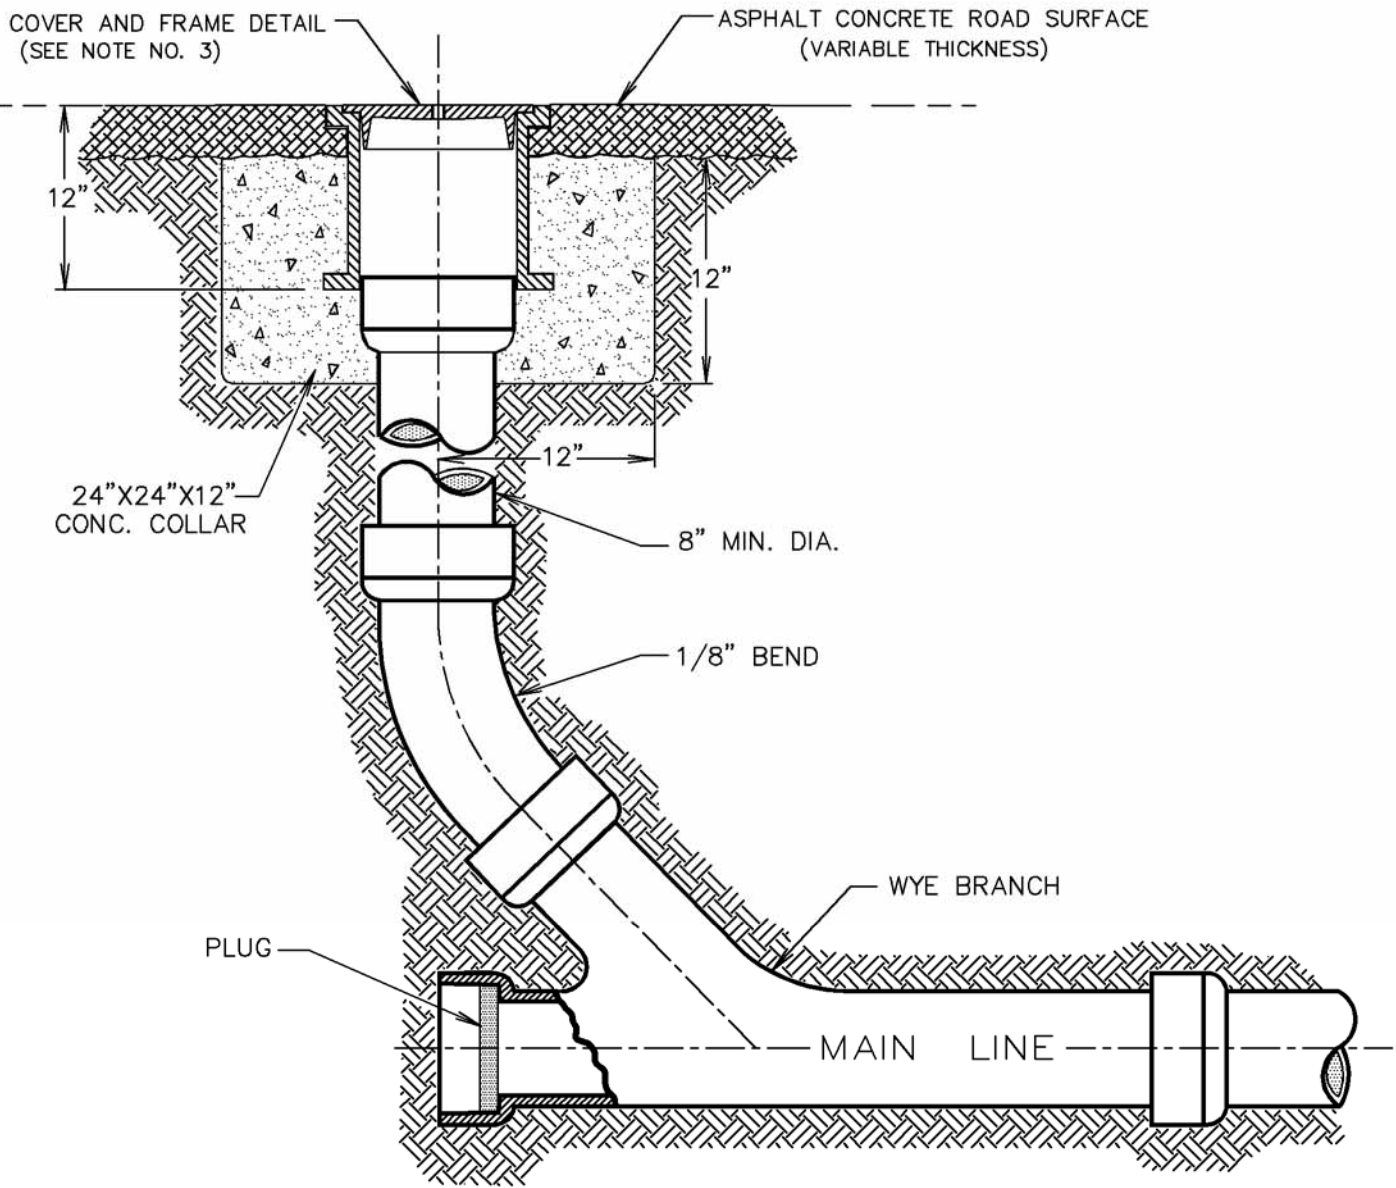 COVER AND FRAME DETAIL
(SEE NOTE NO. 3)
ASPHALT CONCRETE ROAD SURFACE
(VARIABLE THICKNESS)
12"
12"
12"
24"X24"X12"
CONC. COLLAR
8" MIN. DIA.
1/8" BEND
WYE BRANCH
PLUG
MAIN LINE